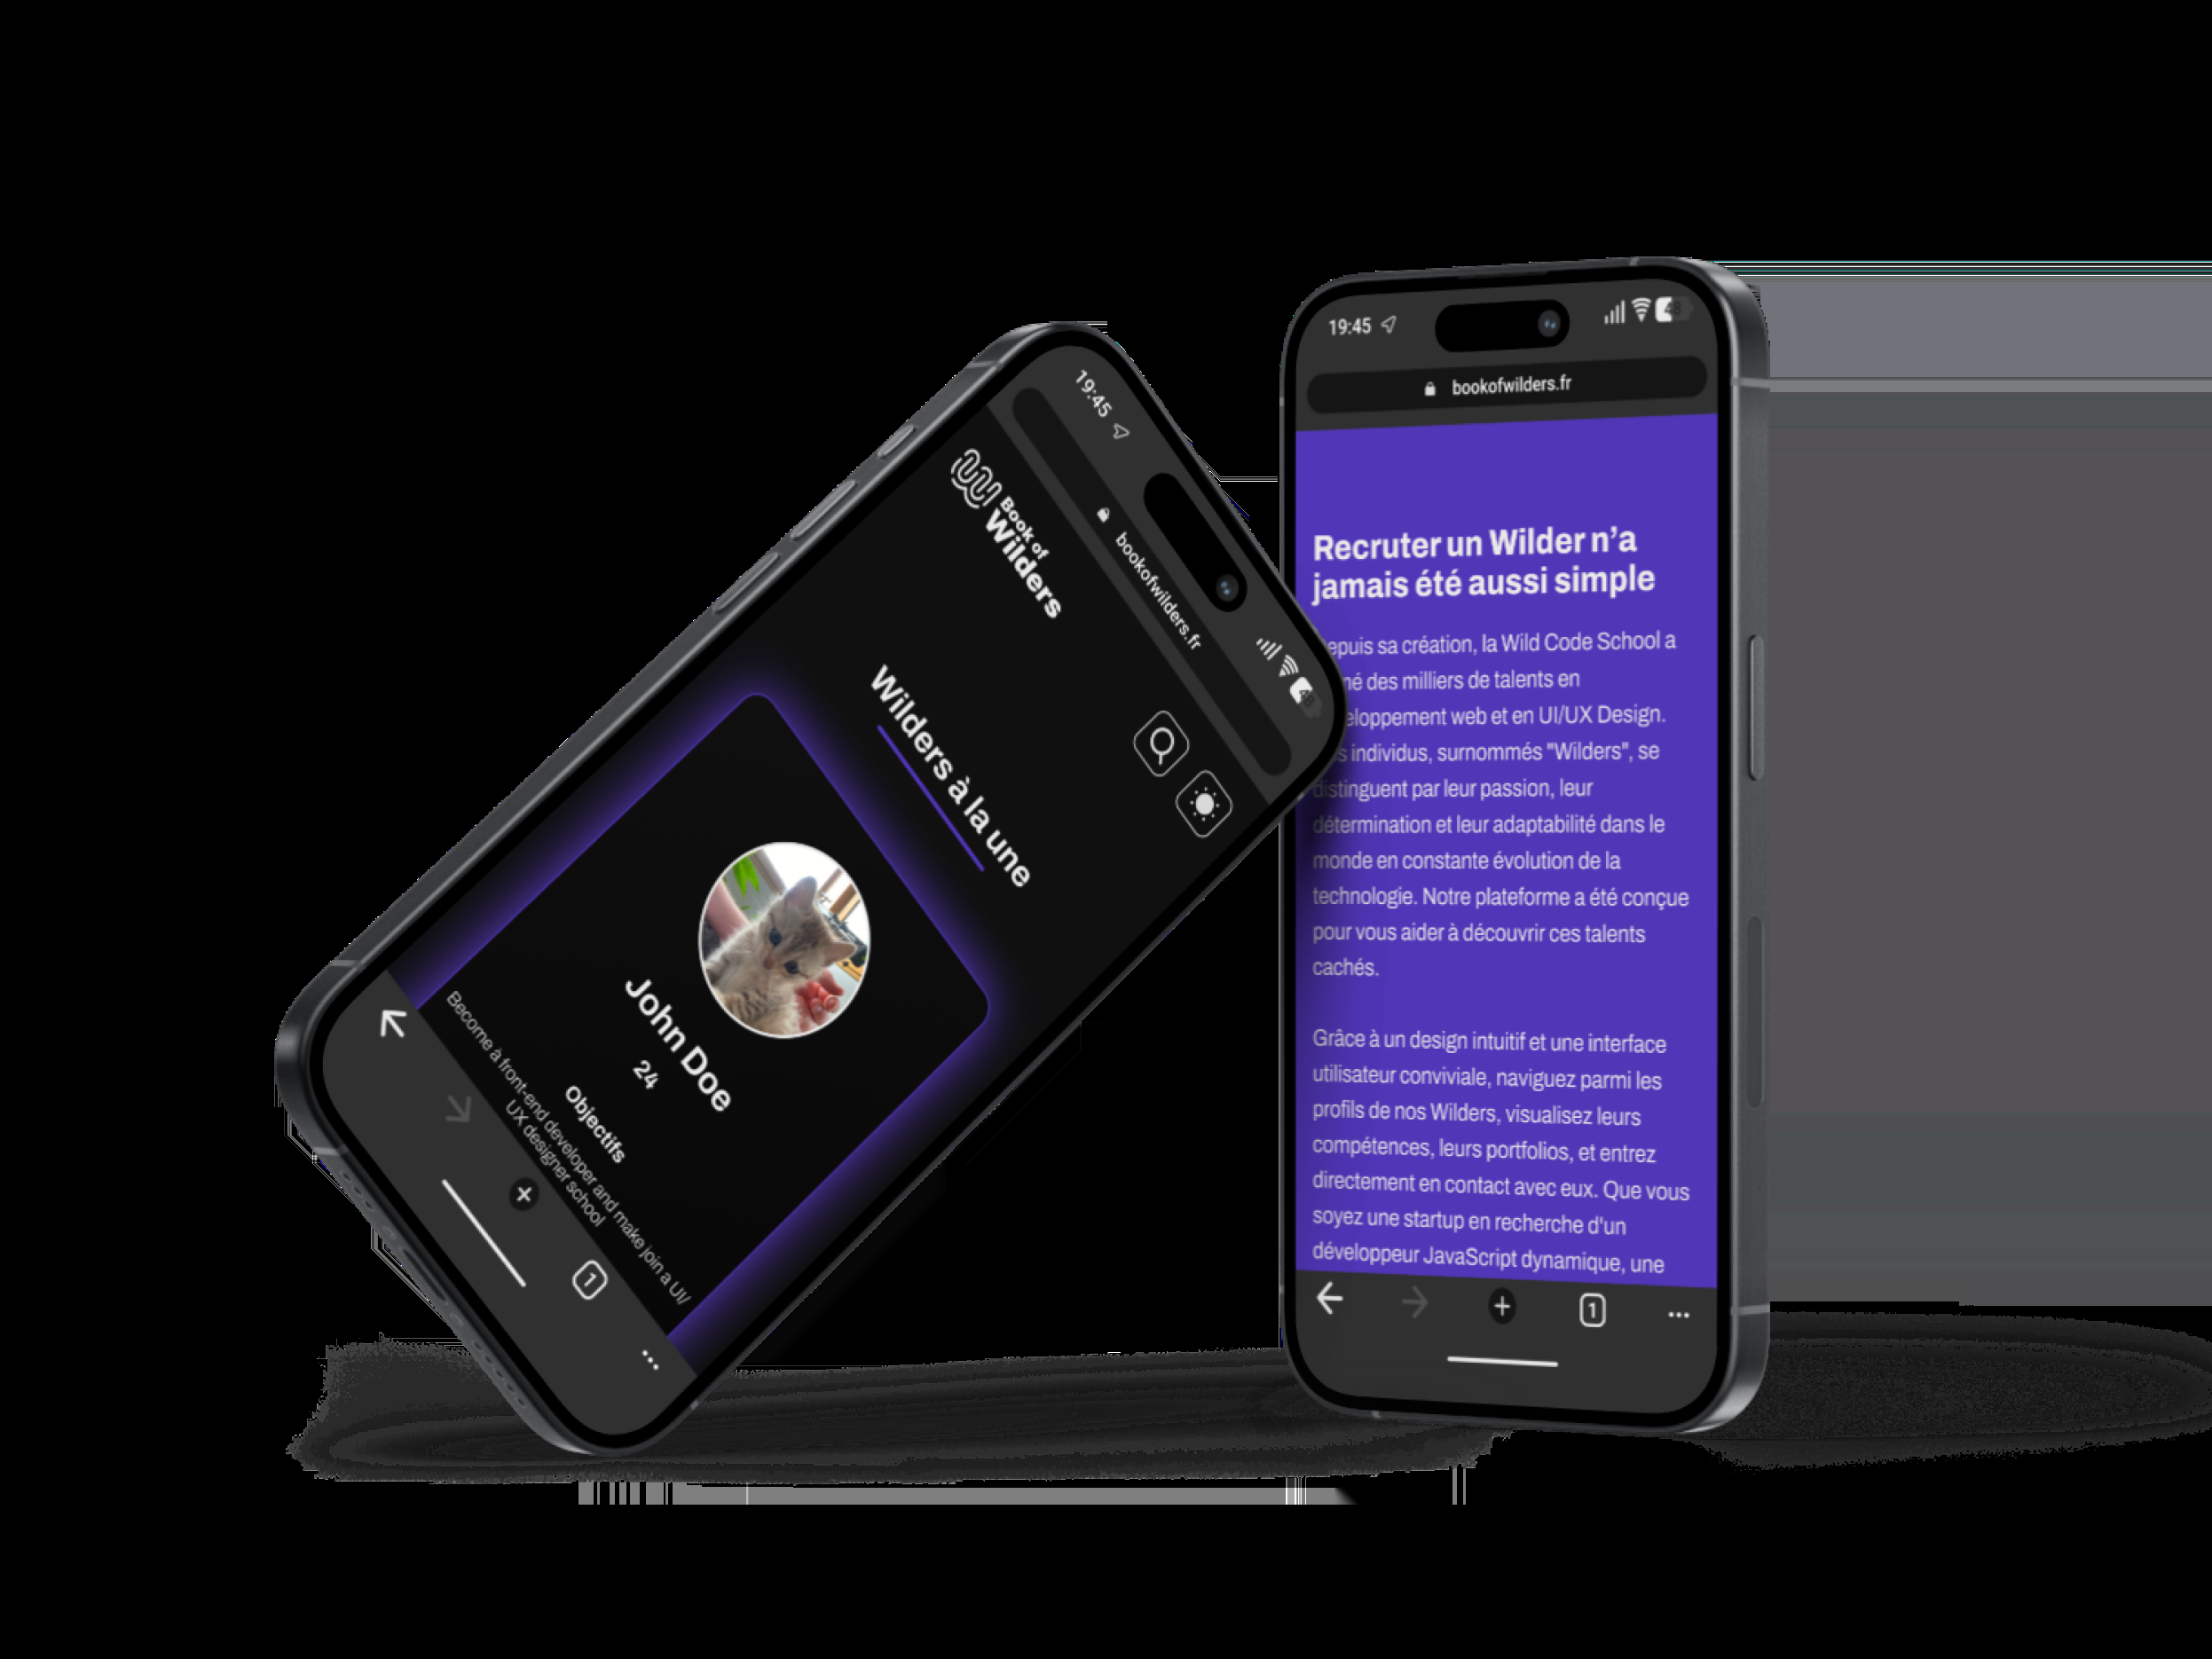 19:45
48
bookofwilders.fr
Book of
Wilders
Wilders à la une
John Doe
24
Objectifs
Become à front-end developer and make join a UI/
UX designer school
1
19:45
48
bookofwilders.fr
Recruter un Wilder n’a
jamais été aussi simple
epuis sa création, la Wild Code School a
né des milliers de talents en
eloppement web et en UI/UX Design.
s individus, surnommés "Wilders", se
distinguent par leur passion, leur
détermination et leur adaptabilité dans le
monde en constante évolution de la
technologie. Notre plateforme a été conçue
pour vous aider à découvrir ces talents
cachés.
Grâce à un design intuitif et une interface
utilisateur conviviale, naviguez parmi les
profils de nos Wilders, visualisez leurs
compétences, leurs portfolios, et entrez
directement en contact avec eux. Que vous
soyez une startup en recherche d'un
développeur JavaScript dynamique, une
1